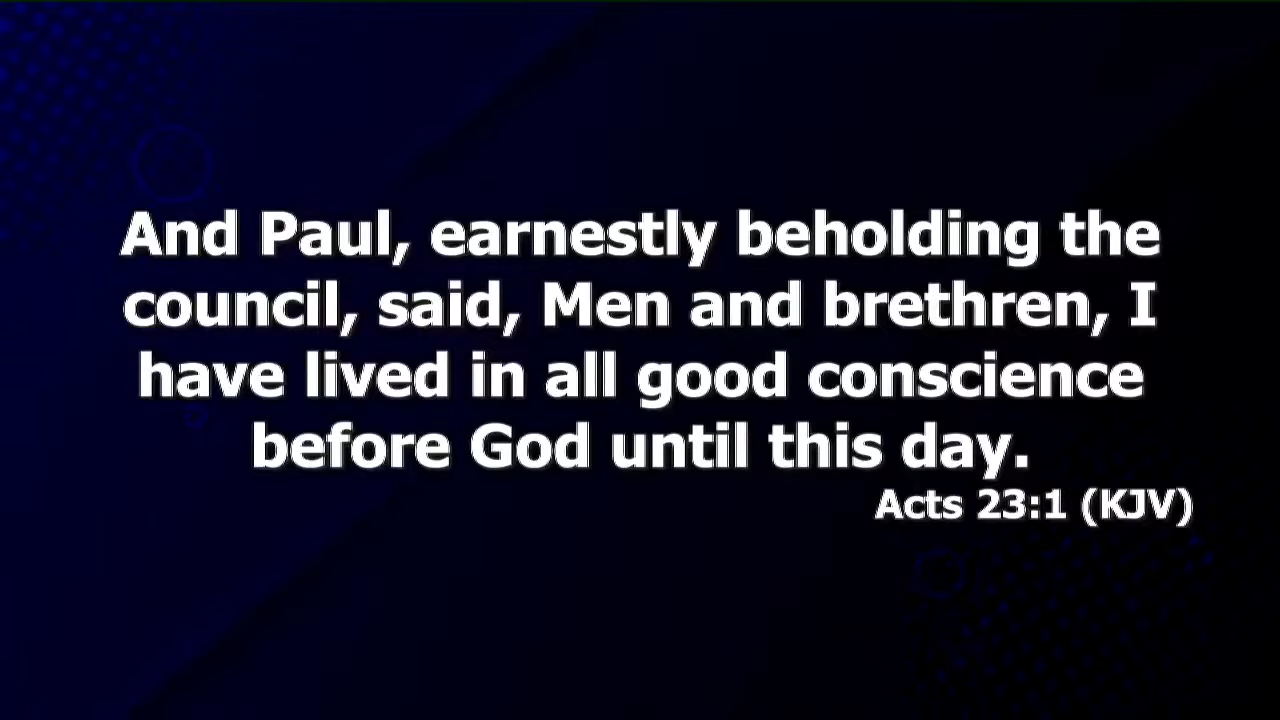 And Paul, earnestly beholding the
council, said, Men and brethren, I
have lived in all good conscience
before God until this day.
Acts 23:1 (KJV)